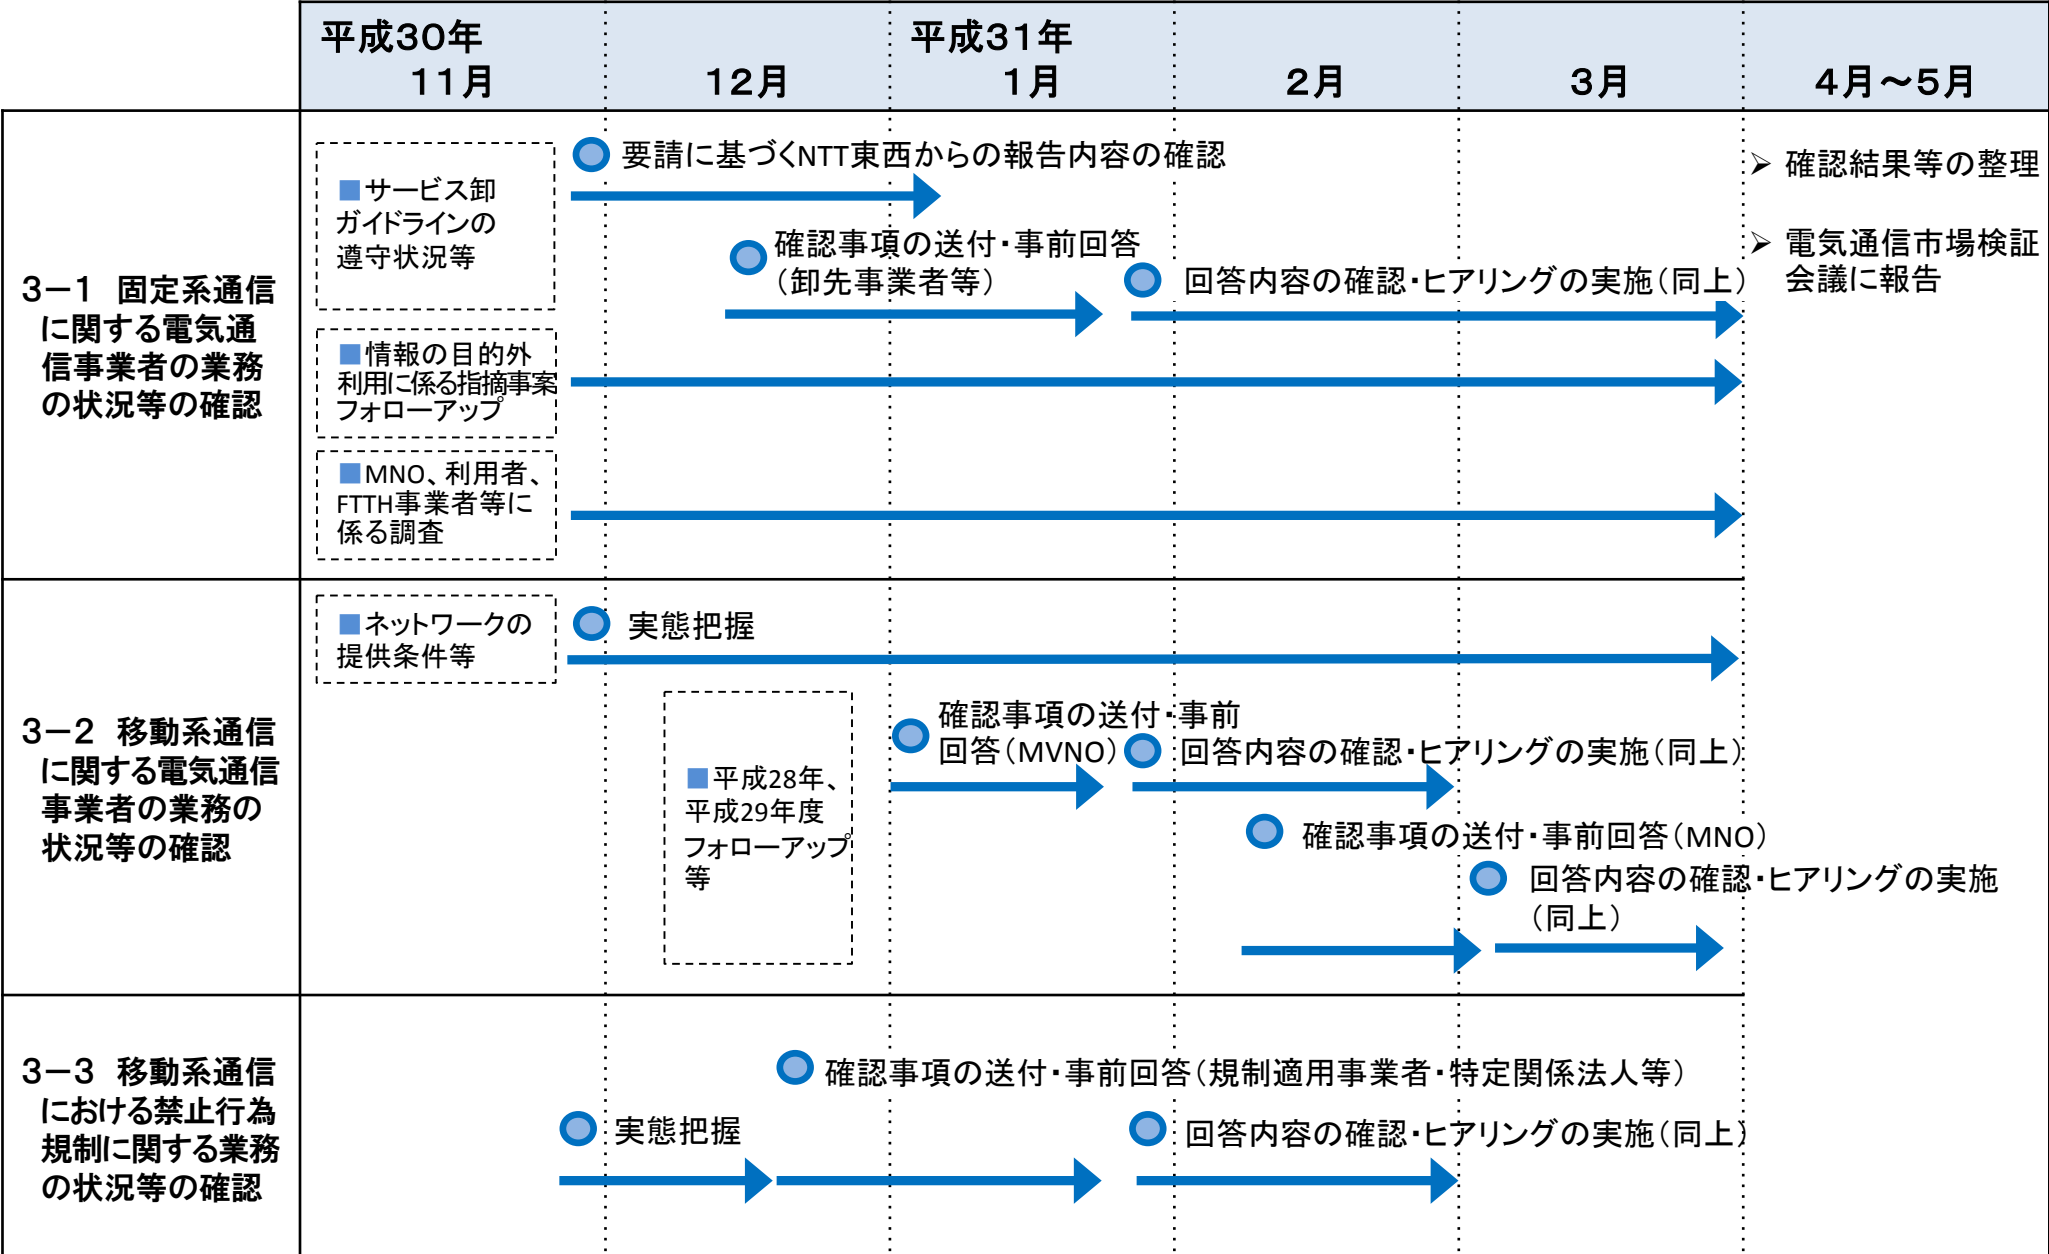 平成30年
11月
12月
平成31年
1月
2月
3月
4月～5月
3－1 固定系通信
に関する電気通
信事業者の業務
の状況等の確認
■サービス卸
ガイドラインの
遵守状況等
要請に基づくNTT東西からの報告内容の確認
確認事項の送付・事前回答
（卸先事業者等）
回答内容の確認・ヒアリングの実施（同上）
■情報の目的外
利用に係る指摘事案
フォローアップ
■MNO、利用者、
FTTH事業者等に
係る調査
➢ 確認結果等の整理
➢ 電気通信市場検証
会議に報告
3－2 移動系通信
に関する電気通信
事業者の業務の
状況等の確認
■ネットワークの
提供条件等
実態把握
■平成28年、
平成29年度
フォローアップ
等
確認事項の送付・事前
回答（MVNO）
回答内容の確認・ヒアリングの実施（同上）
確認事項の送付・事前回答（MNO）
回答内容の確認・ヒアリングの実施
（同上）
3－3 移動系通信
における禁止行為
規制に関する業務
の状況等の確認
確認事項の送付・事前回答（規制適用事業者・特定関係法人等）
実態把握
回答内容の確認・ヒアリングの実施（同上）